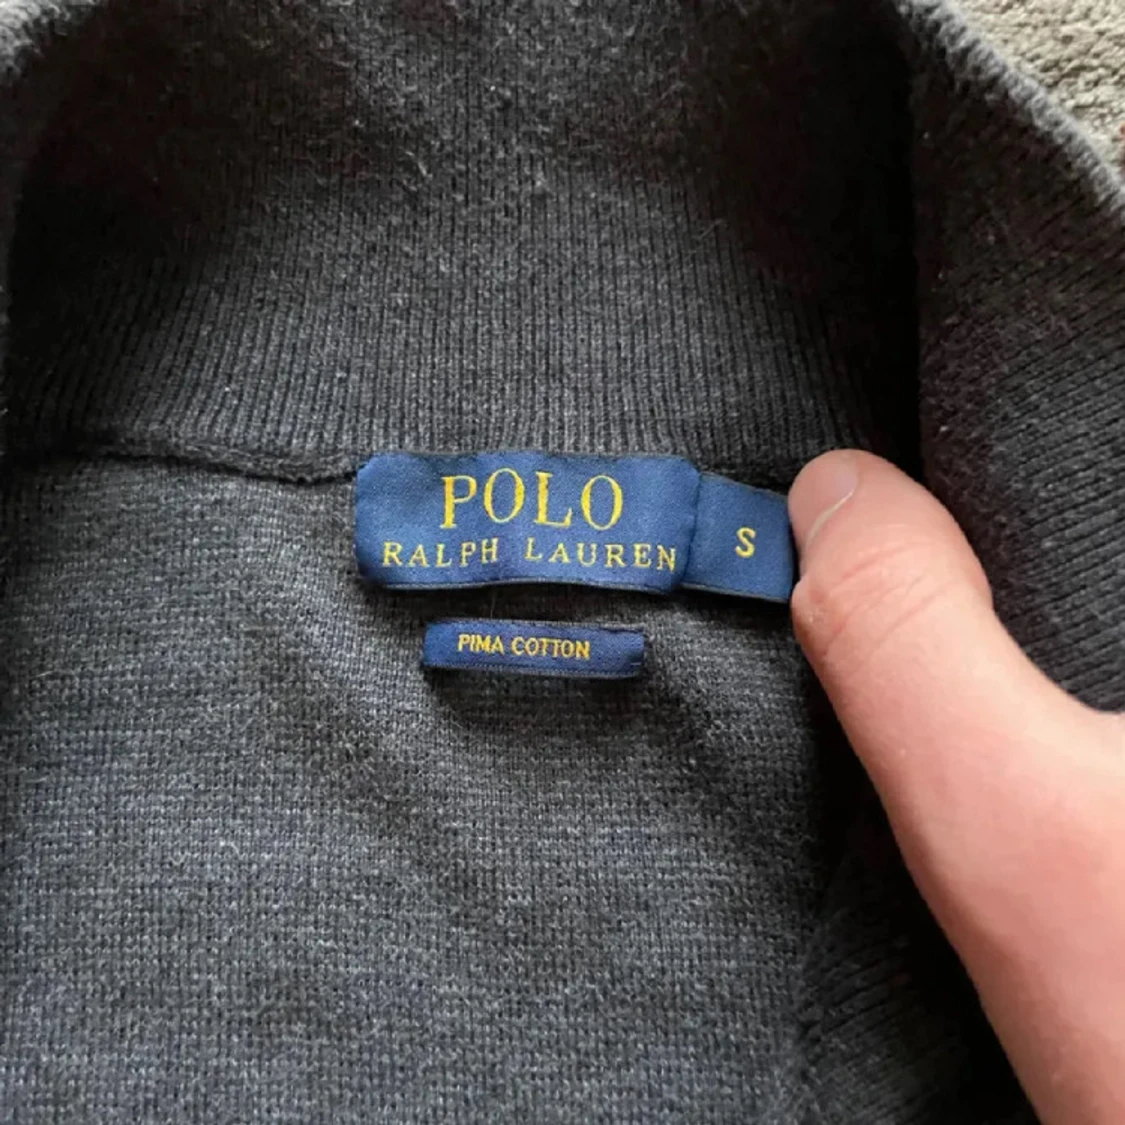 POLO
RALPH LAUREN
S
PIMA COTTON